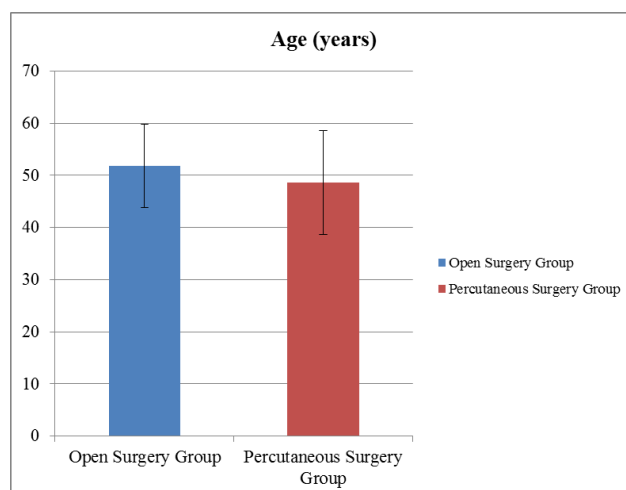 Age (years)
70
60
50
40
30
20
10
0
Open Surgery Group
Percutaneous Surgery
Group
Open Surgery Group
Percutaneous Surgery Group